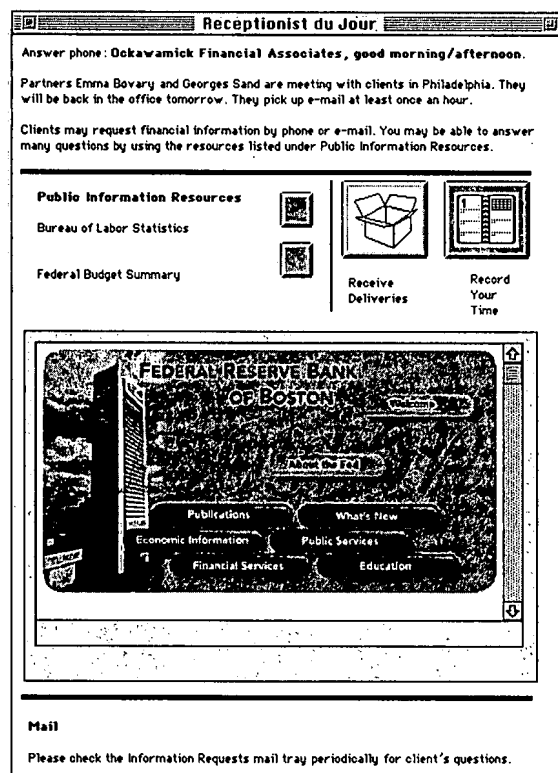 Receptionist du Jour
Answer phone: Ockawamick Financial Associates, good morning/afternoon.
Partners Emma Bovary and Georges Sand are meeting with clients in Philadelphia. They
will be back in the office tomorrow. They pick up e-mail at least once an hour.
Clients may request financial information by phone or e-mail. You may be able to answer
many questions by using the resources listed under Public Information Resources.
Public Information Resources
Bureau of Labor Statistics
Federal Budget Summary
Receive
Deliveries
Record
Your
Time
FEDERAL RESERVE BANK
OF BOSTON
Welcome
About the Fed
Publications
What's New
Economic Information
Public Services
Financial Services
Education
Mail
Please check the Information Requests mail tray periodically for client's questions.